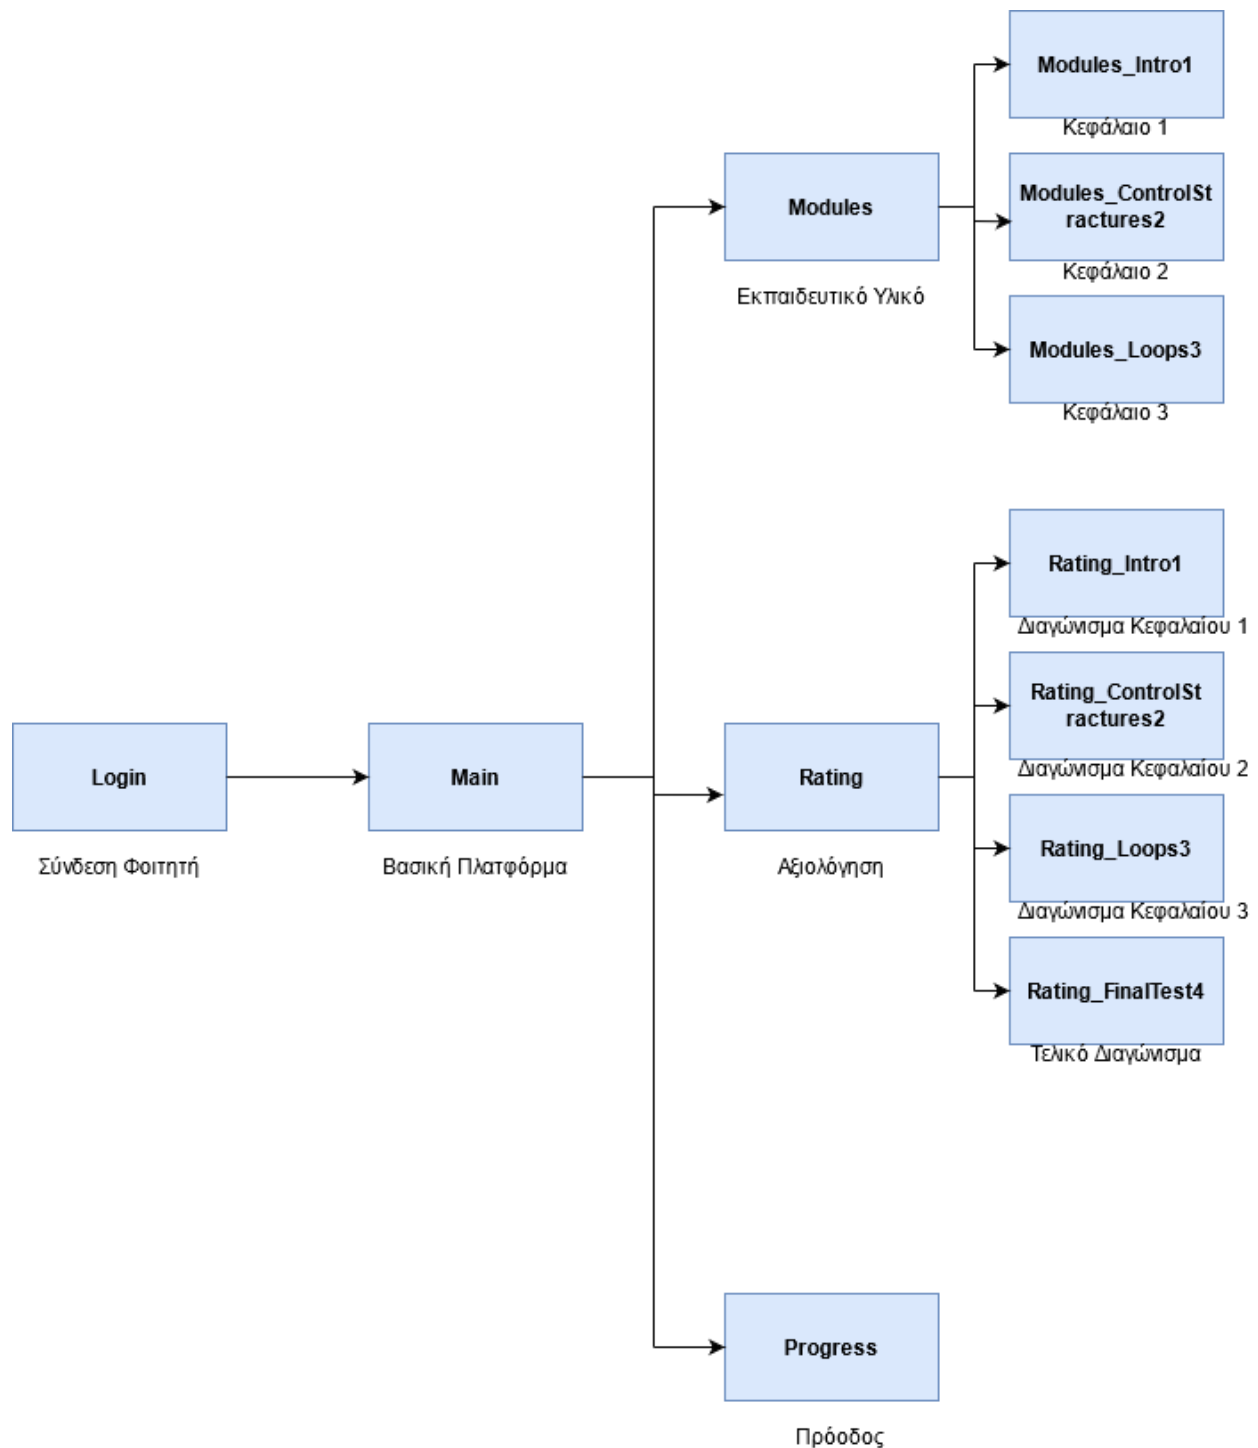 Modules_Intro1
Κεφάλαιο 1
Modules
Εκπαιδευτικό Υλικό
Modules_ControlSt
ractures2
Κεφάλαιο 2
Modules_Loops3
Κεφάλαιο 3
Rating_Intro1
Διαγώνισμα Κεφαλαίου 1
Rating_ControlSt
ractures2
Διαγώνισμα Κεφαλαίου 2
Login
Σύνδεση Φοιτητή
Main
Βασική Πλατφόρμα
Rating
Αξιολόγηση
Rating_Loops3
Διαγώνισμα Κεφαλαίου 3
Rating_FinalTest4
Τελικό Διαγώνισμα
Progress
Πρόοδος